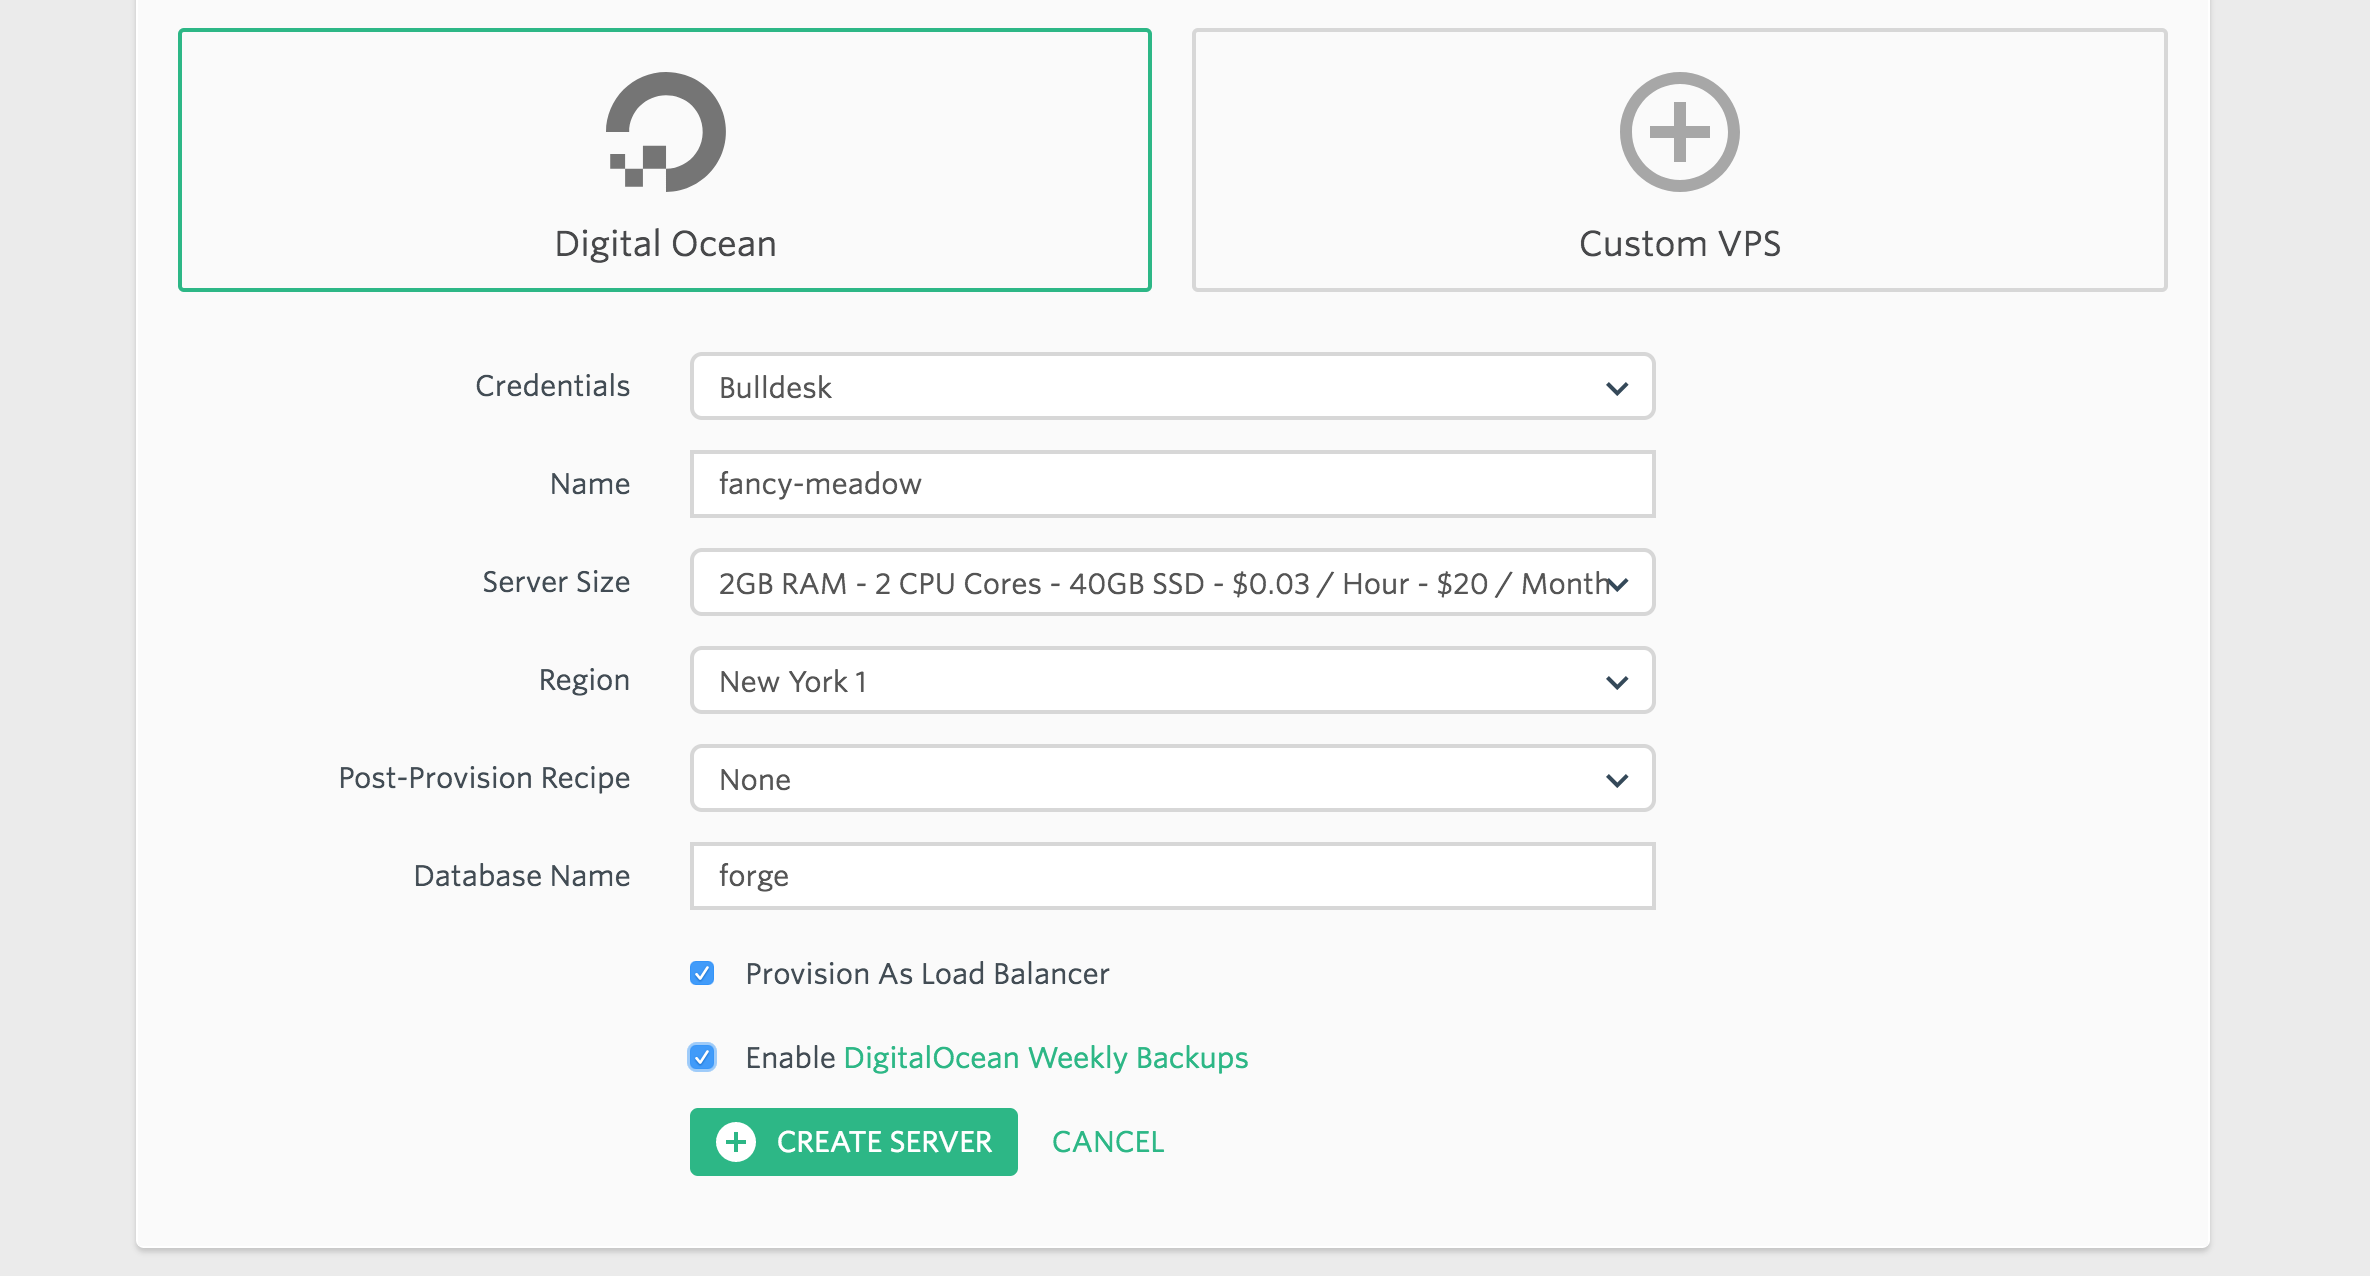 Digital Ocean
Custom VPS
Credentials
Bulldesk
Name
fancy-meadow
Server Size
2GB RAM - 2 CPU Cores - 40GB SSD - $0.03 / Hour - $20 / Month
Region
New York 1
Post-Provision Recipe
None
Database Name
forge
Provision As Load Balancer
Enable DigitalOcean Weekly Backups
CREATE SERVER
CANCEL